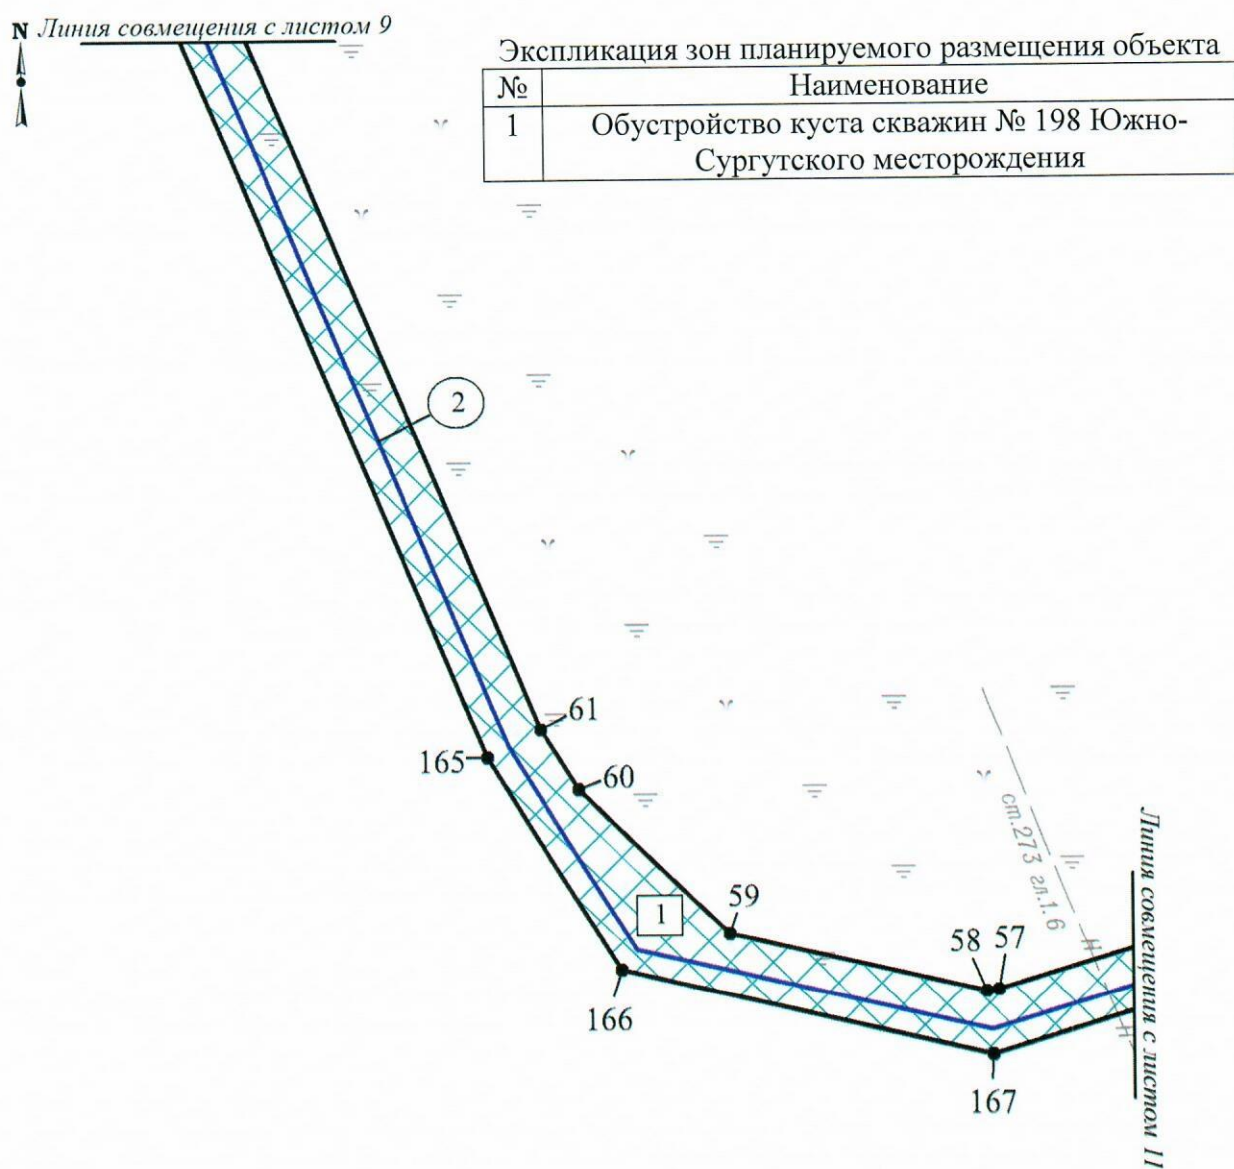 N Линия совмещения с листом 9
Экспликация зон планируемого размещения объекта
№ Наименование
1 Обустройство куста скважин № 198 Южно-
Сургутского месторождения
2
61
165
60
ст.273 гл.1.6
Линия совмещения с листом 11
59
1
58 57
166
167
Н
Н